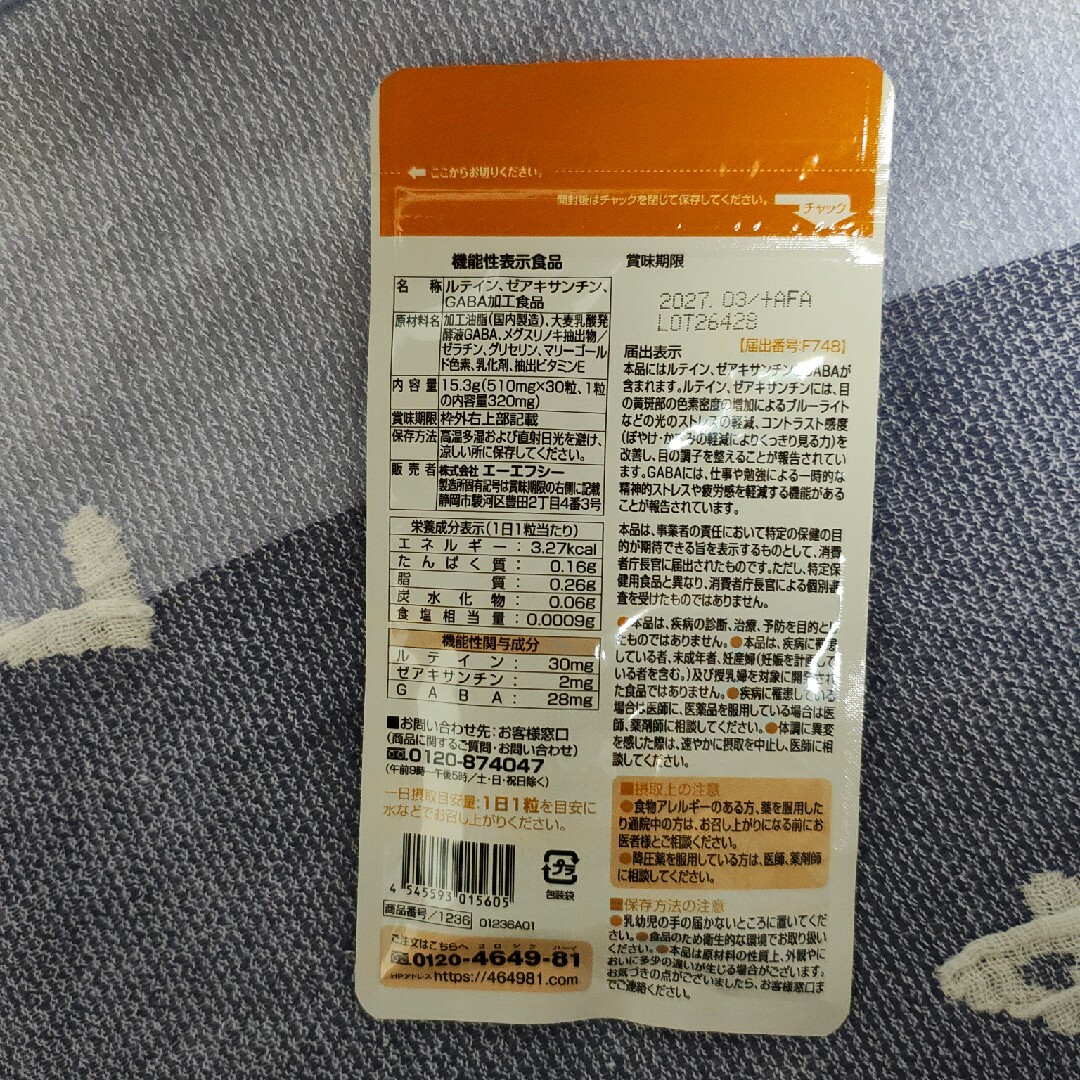 ここからお切りください。
開封後はチャックを閉じて保存してください。
チャック
機能性表示食品
名称 ルテイン、ゼアキサンチン、
GABA加工食品
原材料名 加工油脂(国内製造)、大麦乳酸発
酵液GABA、メグスリノキ抽出物/
ゼラチン、グリセリン、マリーゴール
ド色素、乳化剤、抽出ビタミンE
内容量 15.3g(510mg×30粒、1粒
の内容量320mg)
賞味期限 枠外右上部記載
保存方法 高温多湿および直射日光を避け、
涼しい所に保存してください。
販売者 株式会社 エーエフシー
製造所固有記号は賞味期限の右側に記載
静岡市駿河区豊田2丁目4番3号
栄養成分表示(1日1粒当たり)
エネルギー: 3.27kcal
たんぱく質: 0.16g
脂質: 0.26g
炭水化物: 0.06g
食塩相当量: 0.0009g
機能性関与成分
ルテイン: 30mg
ゼアキサンチン: 2mg
GABA: 28mg
■お問い合わせ先:お客様窓口
(商品に関するご質問・お問い合わせ)
0120-874047
(午前9時〜午後5時/土・日・祝日除く)
一日摂取目安量:1日1粒を目安に
水などでお召し上がりください。
4 545593 015605
プラ
包装袋
商品番号/1236 01236A01
ご注文はこちらへ ヨロシク ハーイ
0120-4649-81
HPアドレス https://464981.com
賞味期限
2027. 03/+AFA
LOT26428
【届出番号:F748】
届出表示
本品にはルテイン、ゼアキサンチン、GABAが
含まれます。ルテイン、ゼアキサンチンには、目
の黄斑部の色素密度の増加によるブルーライト
などの光のストレスの軽減、コントラスト感度
(ぼやけ・かすみの軽減によりくっきり見る力)を
改善し、目の調子を整えることが報告されてい
ます。GABAには、仕事や勉強による一時的な
精神的ストレスや疲労感を軽減する機能がある
ことが報告されています。
本品は、事業者の責任において特定の保健の目
的が期待できる旨を表示するものとして、消費
者庁長官に届出されたものです。ただし、特定保
健用食品と異なり、消費者庁長官による個別審
査を受けたものではありません。
●本品は、疾病の診断、治療、予防を目的とし
たものではありません。●本品は、疾病に罹患
している者、未成年者、妊産婦(妊娠を計画して
いる者を含む。)及び授乳婦を対象に開発され
た食品ではありません。●疾病に罹患している
場合は医師に、医薬品を服用している場合は医
師、薬剤師に相談してください。●体調に異変
を感じた際は、速やかに摂取を中止し、医師に相
談してください。
■摂取上の注意
●食物アレルギーのある方、薬を服用した
り通院中の方は、お召し上がりになる前にお
医者様とご相談ください。
●降圧薬を服用している方は、医師、薬剤師
に相談してください。
■保存方法の注意
●乳幼児の手の届かないところに置いてくだ
さい。●食品のため衛生的な環境でお取り扱い
ください。●本品は原材料の性質上、外観やに
おいに多少の違いが生じる場合がございます。
お気づきの点がございましたら、お客様窓口ま
でご連絡ください。